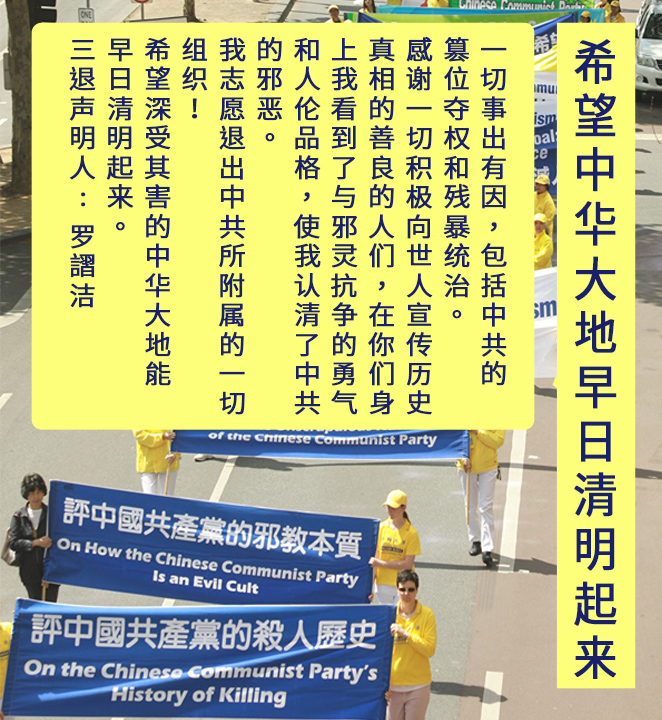 希望中华大地早日清明起来
一切事出有因，包括中共的
篡位夺权和残暴统治。
感谢一切积极向世人宣传历史
真相的善良的人们，在你们身
上我看到了与邪灵抗争的勇气
和人伦品格，使我认清了中共
的邪恶。
我志愿退出中共所附属的一切
组织！
希望深受其害的中华大地能
早日清明起来。
三退声明人：罗謵洁
Chinese Communist Party
of the Chinese Communist Party
評中國共產黨的邪教本質
On How the Chinese Communist Party
Is an Evil Cult
評中國共產黨的殺人歷史
On the Chinese Communist Party's
History of Killing